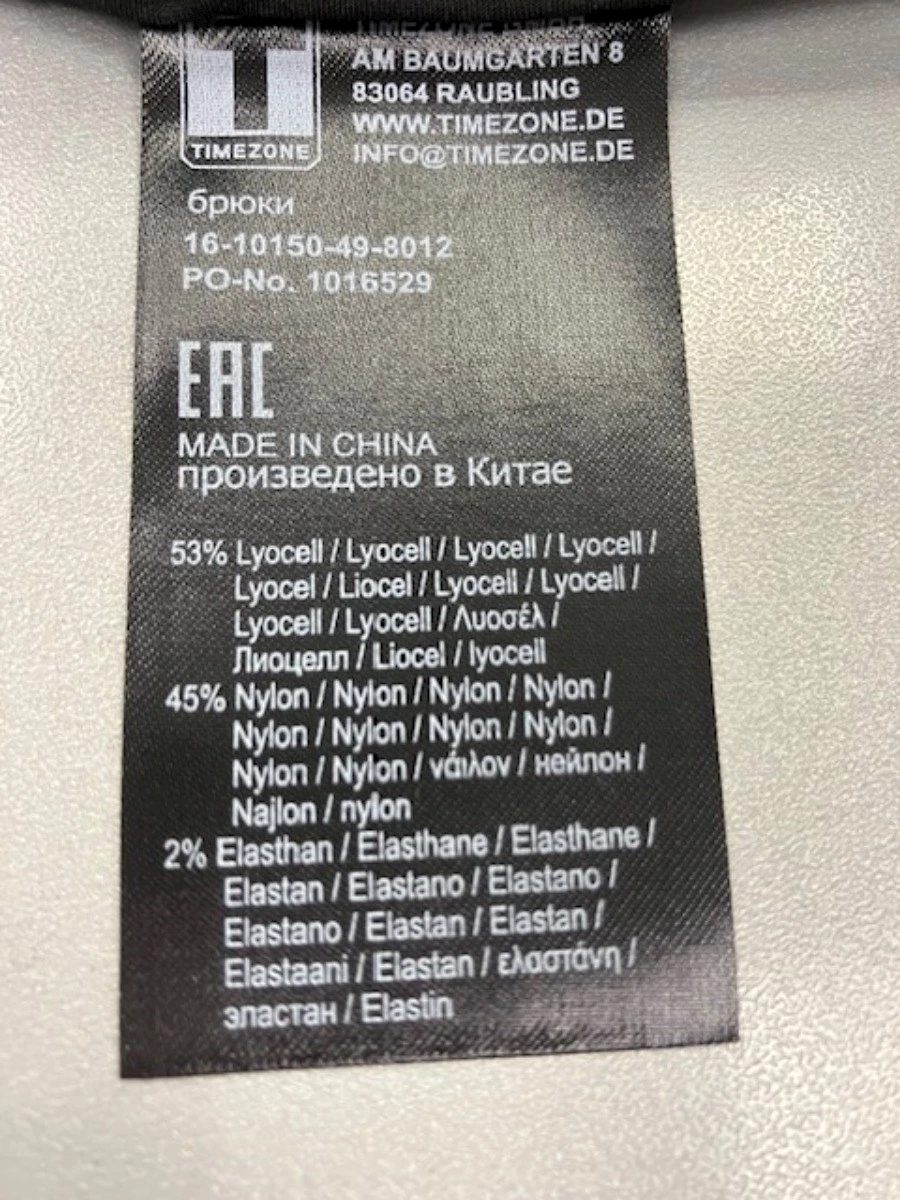 AM BAUMGARTEN 8
83064 RAUBLING
WWW.TIMEZONE.DE
INFO@TIMEZONE.DE
TIMEZONE
брюки
16-10150-49-8012
PO-No. 1016529
EAC
MADE IN CHINA
произведено в Китае
53% Lyocell / Lyocell / Lyocell / Lyocell /
Lyocel / Liocel / Lyocell / Lyocell /
Lyocell / Lyocell / Λυοσέλ /
Лиоцелл / Liocel / lyocell
45% Nylon / Nylon / Nylon / Nylon /
Nylon / Nylon / Nylon / Nylon /
Nylon / Nylon / νάιλον / нейлон /
Najlon / nylon
2% Elasthan / Elasthane / Elasthane /
Elastan / Elastano / Elastano /
Elastano / Elastan / Elastan /
Elastaani / Elastan / ελαστάνη /
эластан / Elastin